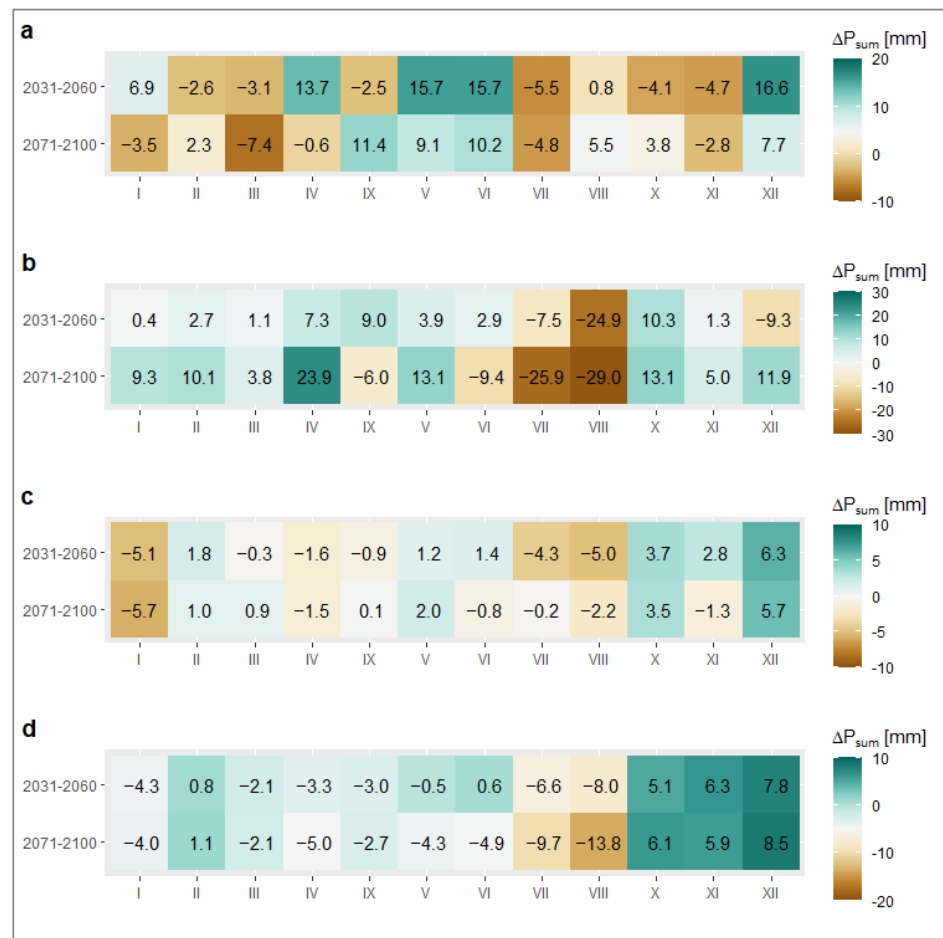 a
ΔPsum [mm]
2031-2060 6.9 −2.6 −3.1 13.7 −2.5 15.7 15.7 −5.5 0.8 −4.1 −4.7 16.6
2071-2100 −3.5 2.3 −7.4 −0.6 11.4 9.1 10.2 −4.8 5.5 3.8 −2.8 7.7
I II III IV IX V VI VII VIII X XI XII
20
10
0
-10
b
ΔPsum [mm]
2031-2060 0.4 2.7 1.1 7.3 9.0 3.9 2.9 −7.5 −24.9 10.3 1.3 −9.3
2071-2100 9.3 10.1 3.8 23.9 −6.0 13.1 −9.4 −25.9 −29.0 13.1 5.0 11.9
I II III IV IX V VI VII VIII X XI XII
30
20
10
0
-10
-20
-30
c
ΔPsum [mm]
2031-2060 −5.1 1.8 −0.3 −1.6 −0.9 1.2 1.4 −4.3 −5.0 3.7 2.8 6.3
2071-2100 −5.7 1.0 0.9 −1.5 0.1 2.0 −0.8 −0.2 −2.2 3.5 −1.3 5.7
I II III IV IX V VI VII VIII X XI XII
10
5
0
-5
-10
d
ΔPsum [mm]
2031-2060 −4.3 0.8 −2.1 −3.3 −3.0 −0.5 0.6 −6.6 −8.0 5.1 6.3 7.8
2071-2100 −4.0 1.1 −2.1 −5.0 −2.7 −4.3 −4.9 −9.7 −13.8 6.1 5.9 8.5
I II III IV IX V VI VII VIII X XI XII
10
0
-10
-20